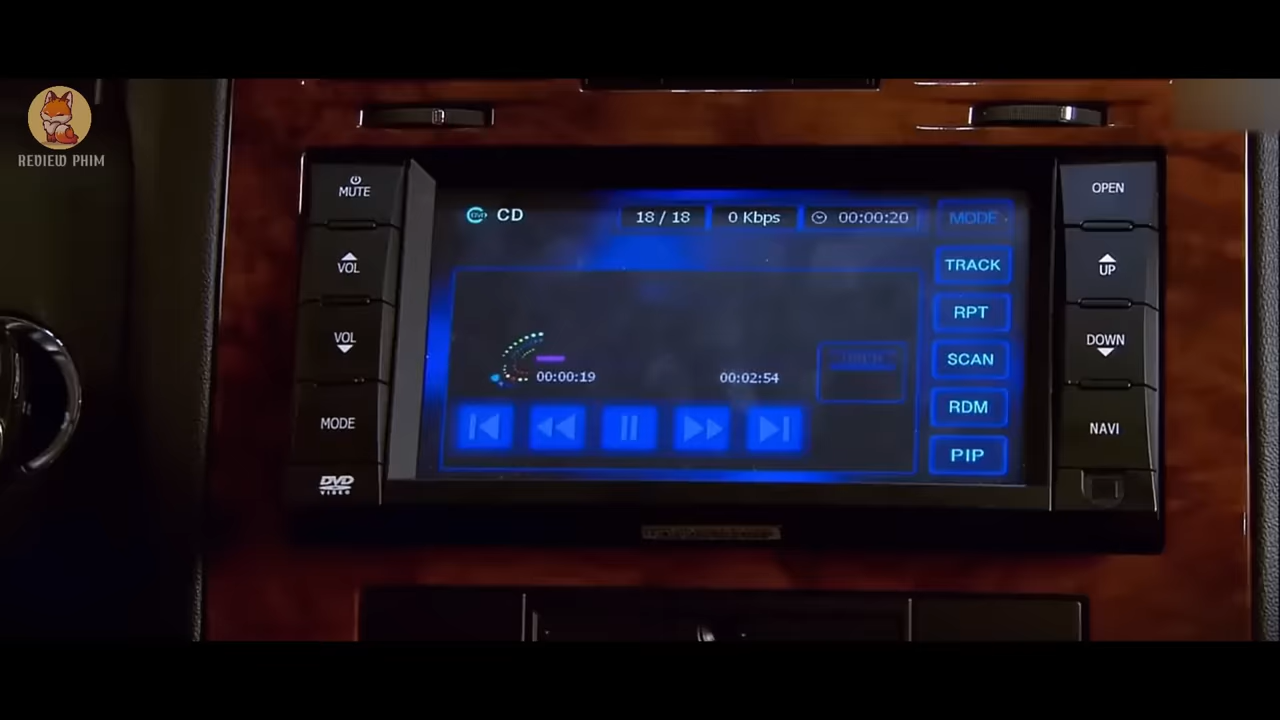 REDIEW PHIM
MUTE
VOL
VOL
MODE
DVD
VIDEO
CD
18 / 18
0 Kbps
00:00:20
MODE
TRACK
RPT
SCAN
RDM
PIP
00:00:19
00:02:54
OPEN
UP
DOWN
NAVI